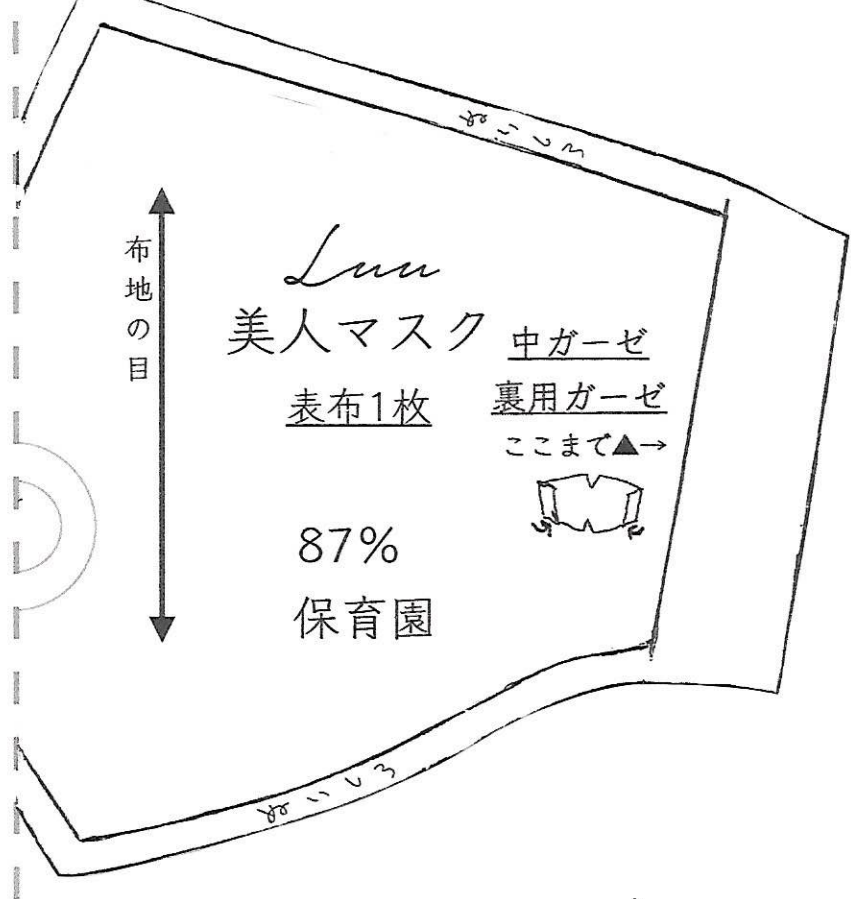 ぬいしろ
布地の目
Luu
美人マスク
表布1枚
中ガーゼ
裏用ガーゼ
ここまで▲→
87%
保育園
ぬいしろ